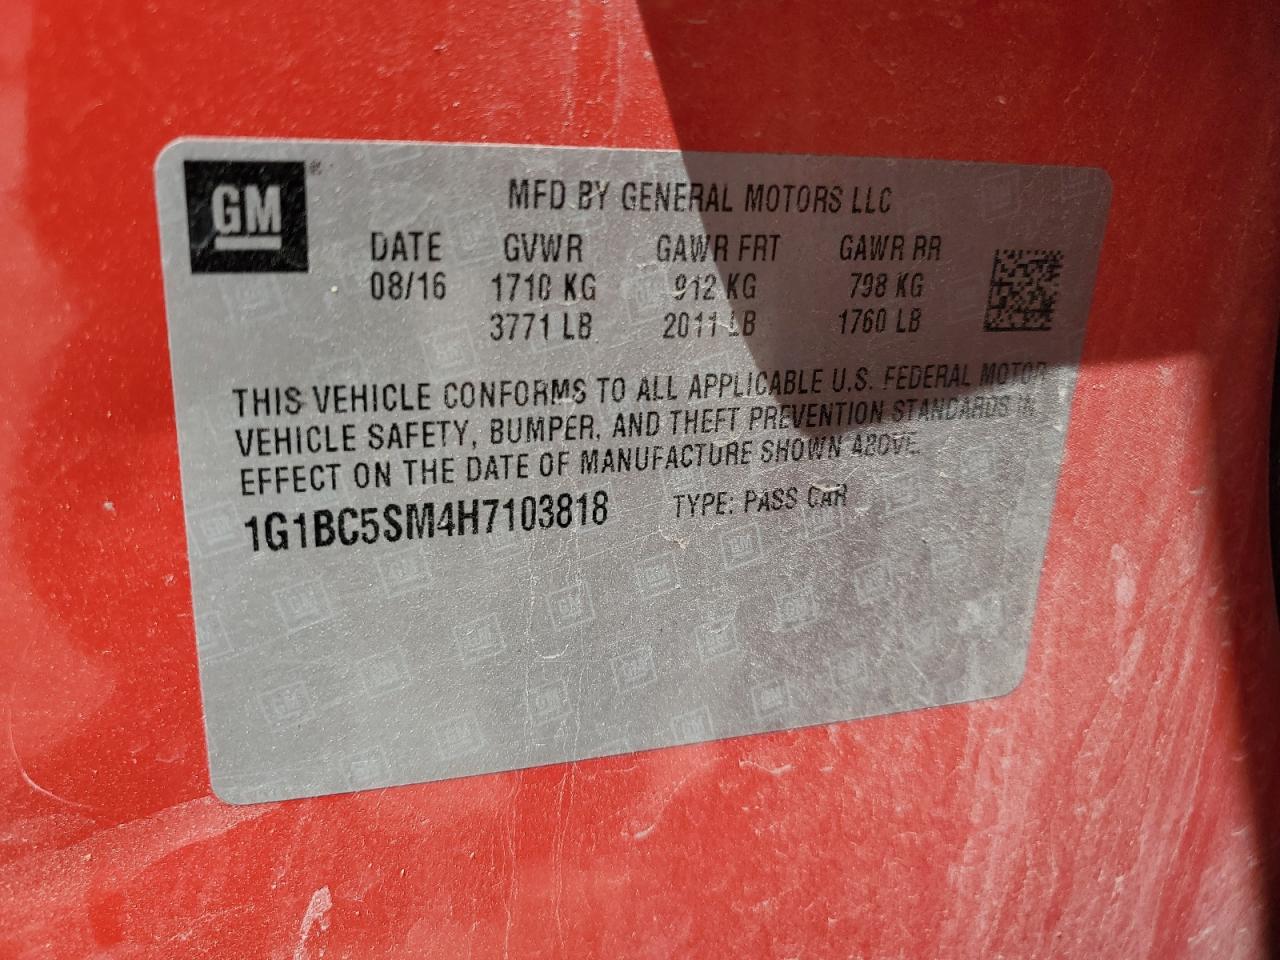 GM®
MFD BY GENERAL MOTORS LLC
DATE GVWR GAWR FRT GAWR RR
08/16 1710 KG 912 KG 798 KG
3771 LB 2011 LB 1760 LB
THIS VEHICLE CONFORMS TO ALL APPLICABLE U.S. FEDERAL MOTOR
VEHICLE SAFETY, BUMPER, AND THEFT PREVENTION STANDARDS IN
EFFECT ON THE DATE OF MANUFACTURE SHOWN ABOVE.
1G1BC5SM4H7103818 TYPE: PASS CAR